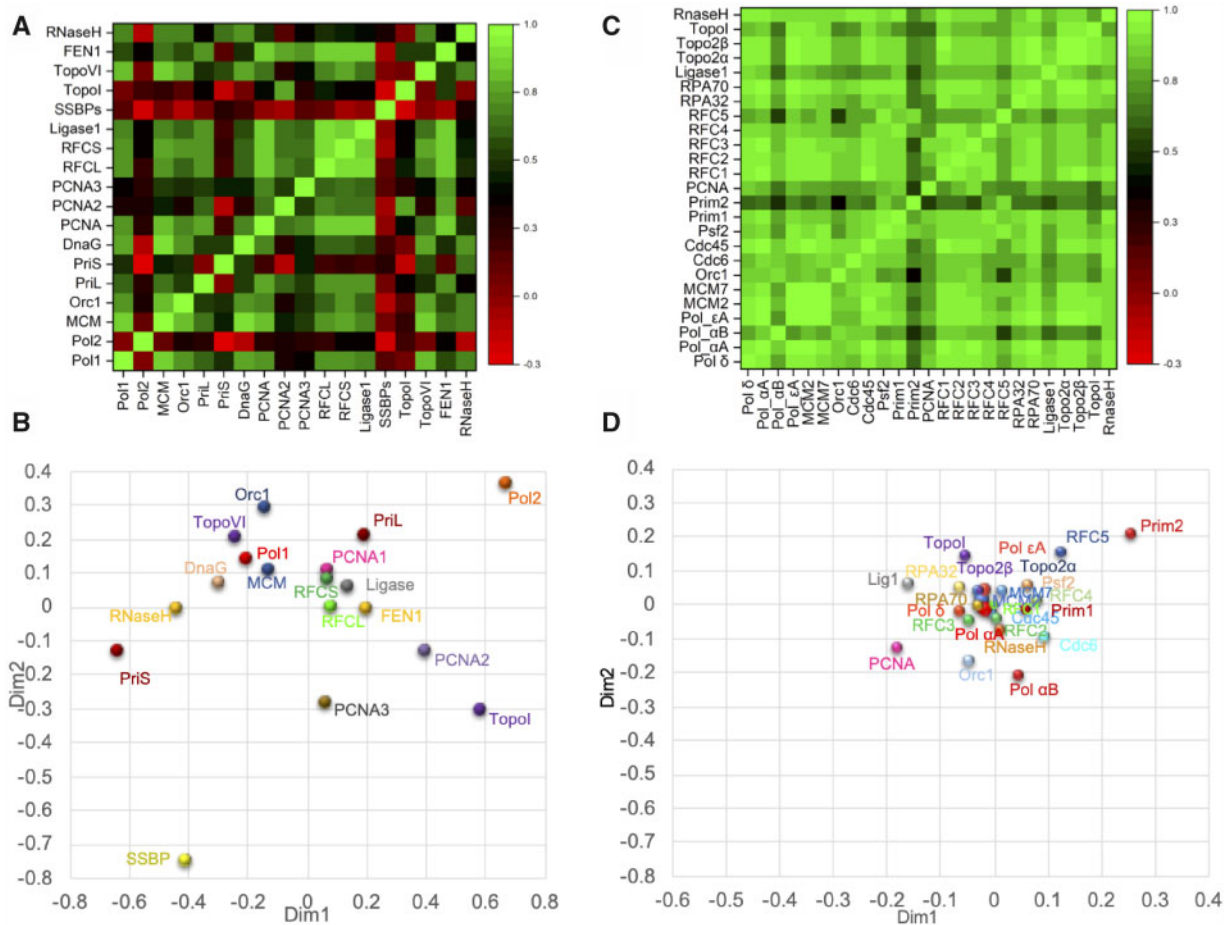 A
RNaseH
FEN1
TopoVI
TopoI
SSBPs
Ligase1
RFCS
RFCL
PCNA3
PCNA2
PCNA
DnaG
PriS
PriL
Orc1
MCM
Pol2
Pol1
1.0
0.8
0.5
0.3
0.0
-0.3
Pol1
Pol2
MCM
Orc1
PriL
PriS
DnaG
PCNA
PCNA2
PCNA3
RFCL
RFCS
Ligase1
SSBPs
TopoI
TopoVI
FEN1
RNaseH
C
RnaseH
TopoI
Topo2β
Topo2α
Ligase1
RPA70
RPA32
RFC5
RFC4
RFC3
RFC2
RFC1
PCNA
Prim2
Prim1
Psf2
Cdc45
Cdc6
Orc1
MCM7
MCM2
Pol_εA
Pol_αB
Pol_αA
Pol δ
1.0
0.8
0.5
0.3
0.0
-0.3
Pol δ
Pol_αA
Pol_αB
Pol_εA
MCM2
MCM7
Orc1
Cdc6
Cdc45
Psf2
Prim1
Prim2
PCNA
RFC1
RFC2
RFC3
RFC4
RFC5
RPA32
RPA70
Ligase1
Topo2α
Topo2β
TopoI
RnaseH
B
0.4
0.3
0.2
0.1
0
-0.1
-0.2
-0.3
-0.4
-0.5
-0.6
-0.7
-0.8
Dim2
Orc1
Pol2
TopoVI
PriL
Pol1
PCNA1
DnaG
MCM
RFCS
Ligase
RNaseH
RFCL
FEN1
PriS
PCNA2
PCNA3
TopoI
SSBP
-0.8 -0.6 -0.4 -0.2 0 0.2 0.4 0.6 0.8
Dim1
D
0.4
0.3
0.2
0.1
0
-0.1
-0.2
-0.3
-0.4
-0.5
-0.6
-0.7
-0.8
Dim2
Prim2
TopoI
Pol εA
RFC5
Lig1
RPA32
Topo2β
Topo2α
Psf2
RPA70
MCM7
RFC4
Pol δ
Prim1
RFC3
Cdc45
Pol αA
RFC2
RNaseH
Cdc6
PCNA
Orc1
Pol αB
-0.6 -0.5 -0.4 -0.3 -0.2 -0.1 0 0.1 0.2 0.3 0.4
Dim1